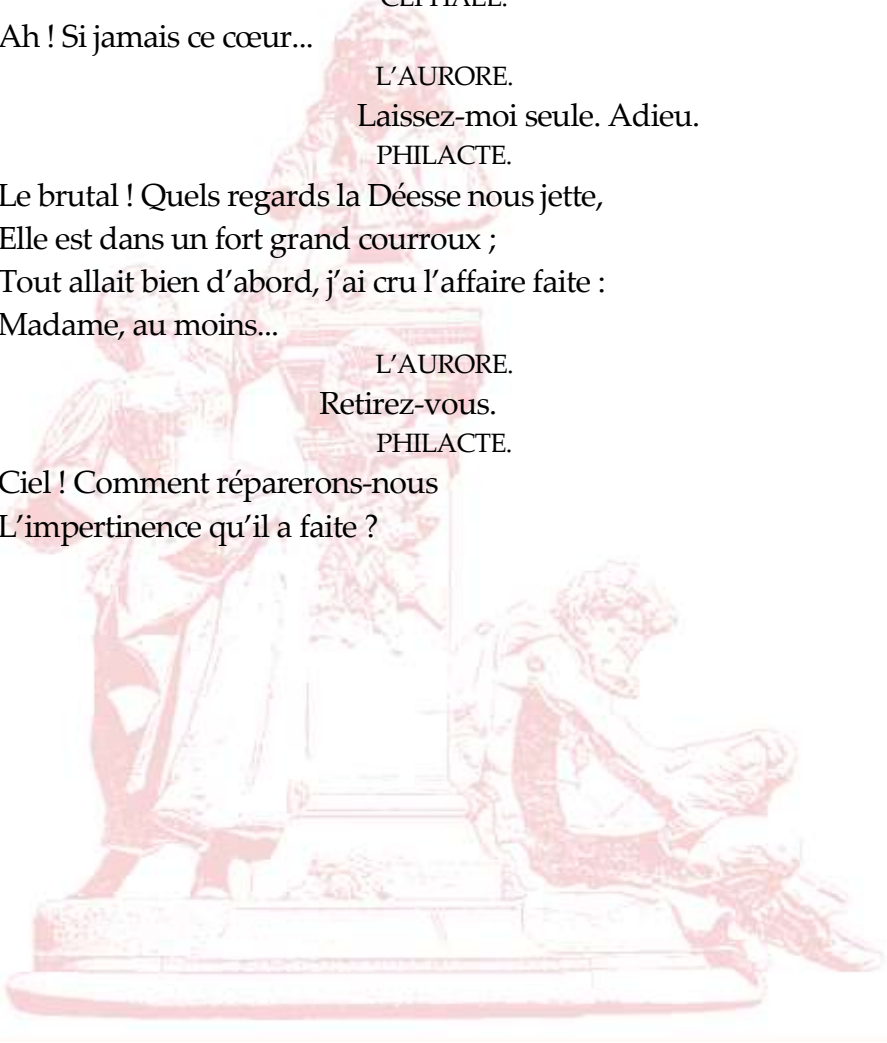 CEPHALE.
Ah ! Si jamais ce cœur...
L’AURORE.
Laissez-moi seule. Adieu.
PHILACTE.
Le brutal ! Quels regards la Déesse nous jette,
Elle est dans un fort grand courroux ;
Tout allait bien d’abord, j’ai cru l’affaire faite :
Madame, au moins...
L’AURORE.
Retirez-vous.
PHILACTE.
Ciel ! Comment réparerons-nous
L’impertinence qu’il a faite ?